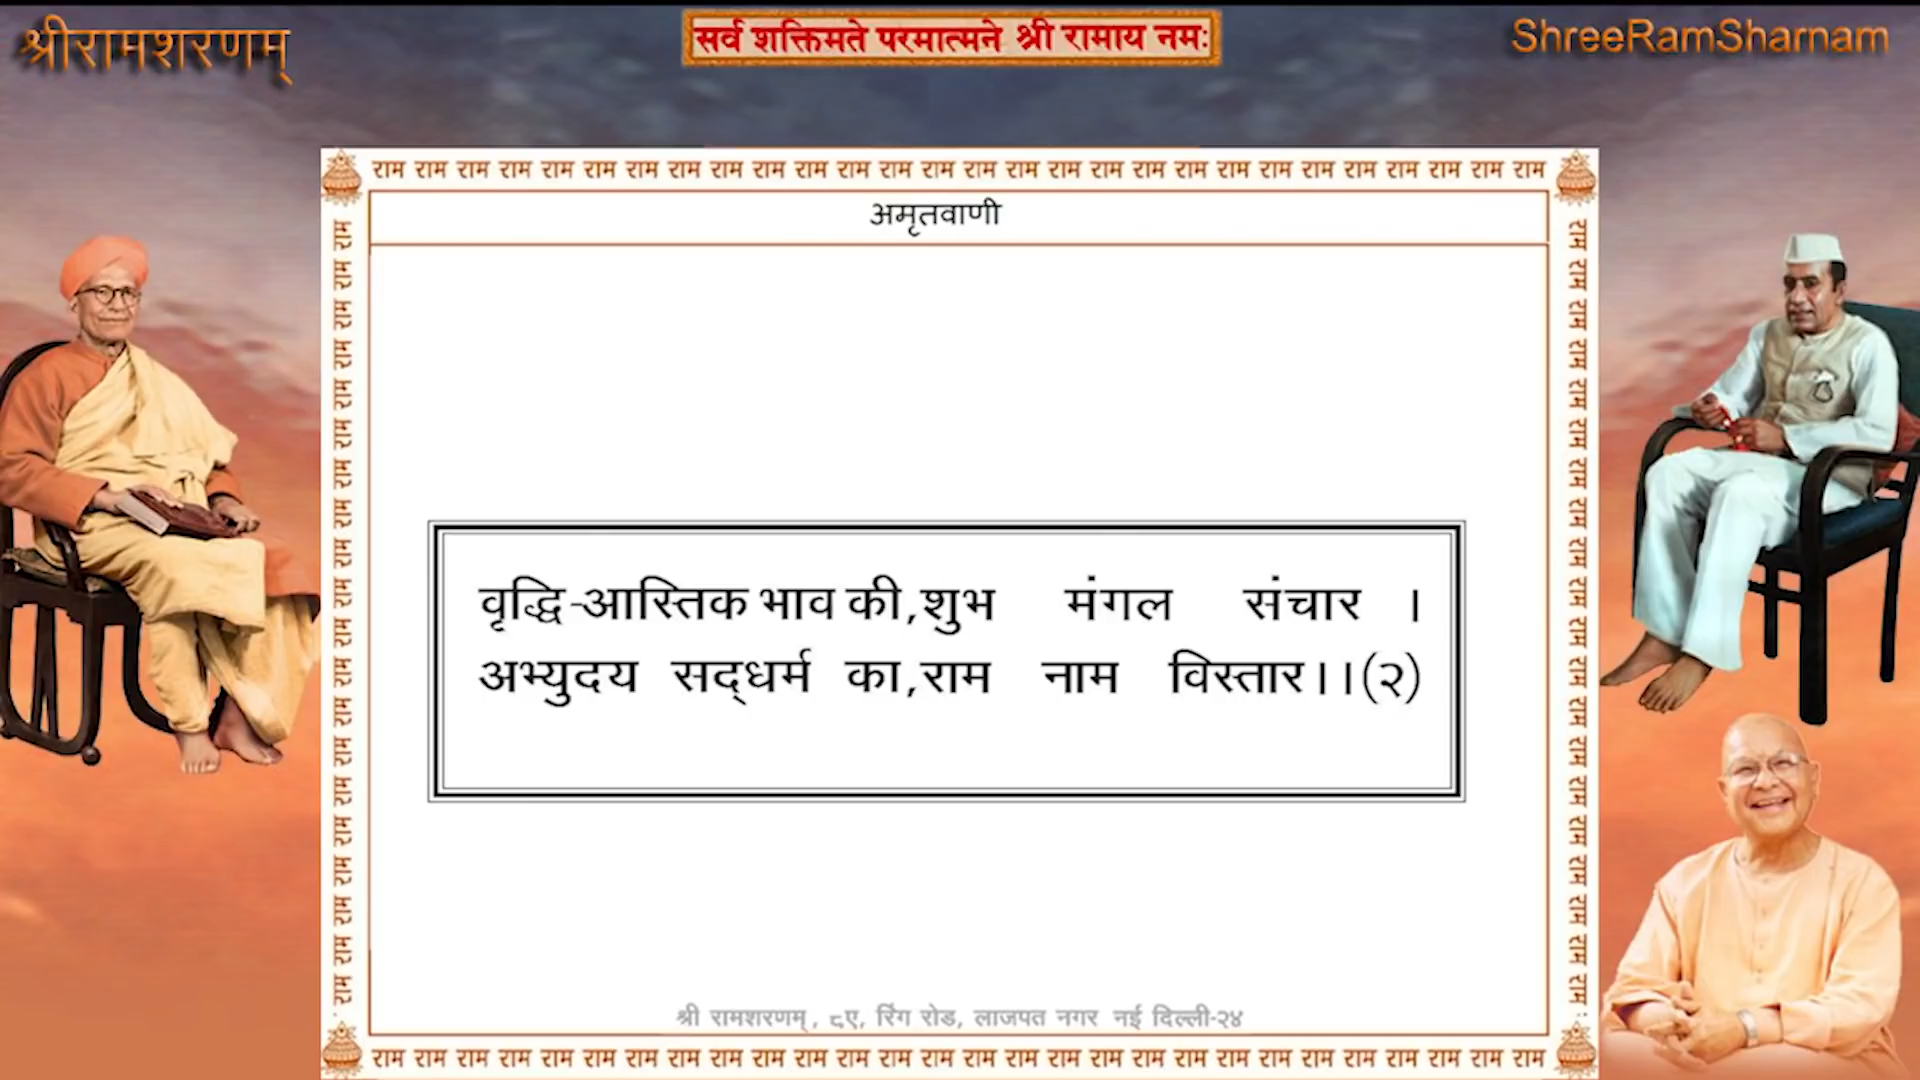 श्रीरामशरणम्
सर्व शक्तिमते परमात्मने श्री रामाय नमः
ShreeRamSharnam
राम राम राम राम राम राम राम राम राम राम राम राम राम राम राम राम राम राम राम राम राम राम राम राम राम राम राम राम
अमृतवाणी
राम राम राम राम राम राम राम राम राम राम राम राम राम राम राम राम राम राम राम राम
राम राम राम राम राम राम राम राम राम राम राम राम राम राम राम राम राम राम राम राम
वृद्धि-आस्तिक भाव की,शुभ मंगल संचार ।
अभ्युदय सद्धर्म का,राम नाम विस्तार।।(२)
श्री रामशरणम्, ८ए, रिंग रोड, लाजपत नगर नई दिल्ली-२४
राम राम राम राम राम राम राम राम राम राम राम राम राम राम राम राम राम राम राम राम राम राम राम राम राम राम राम राम